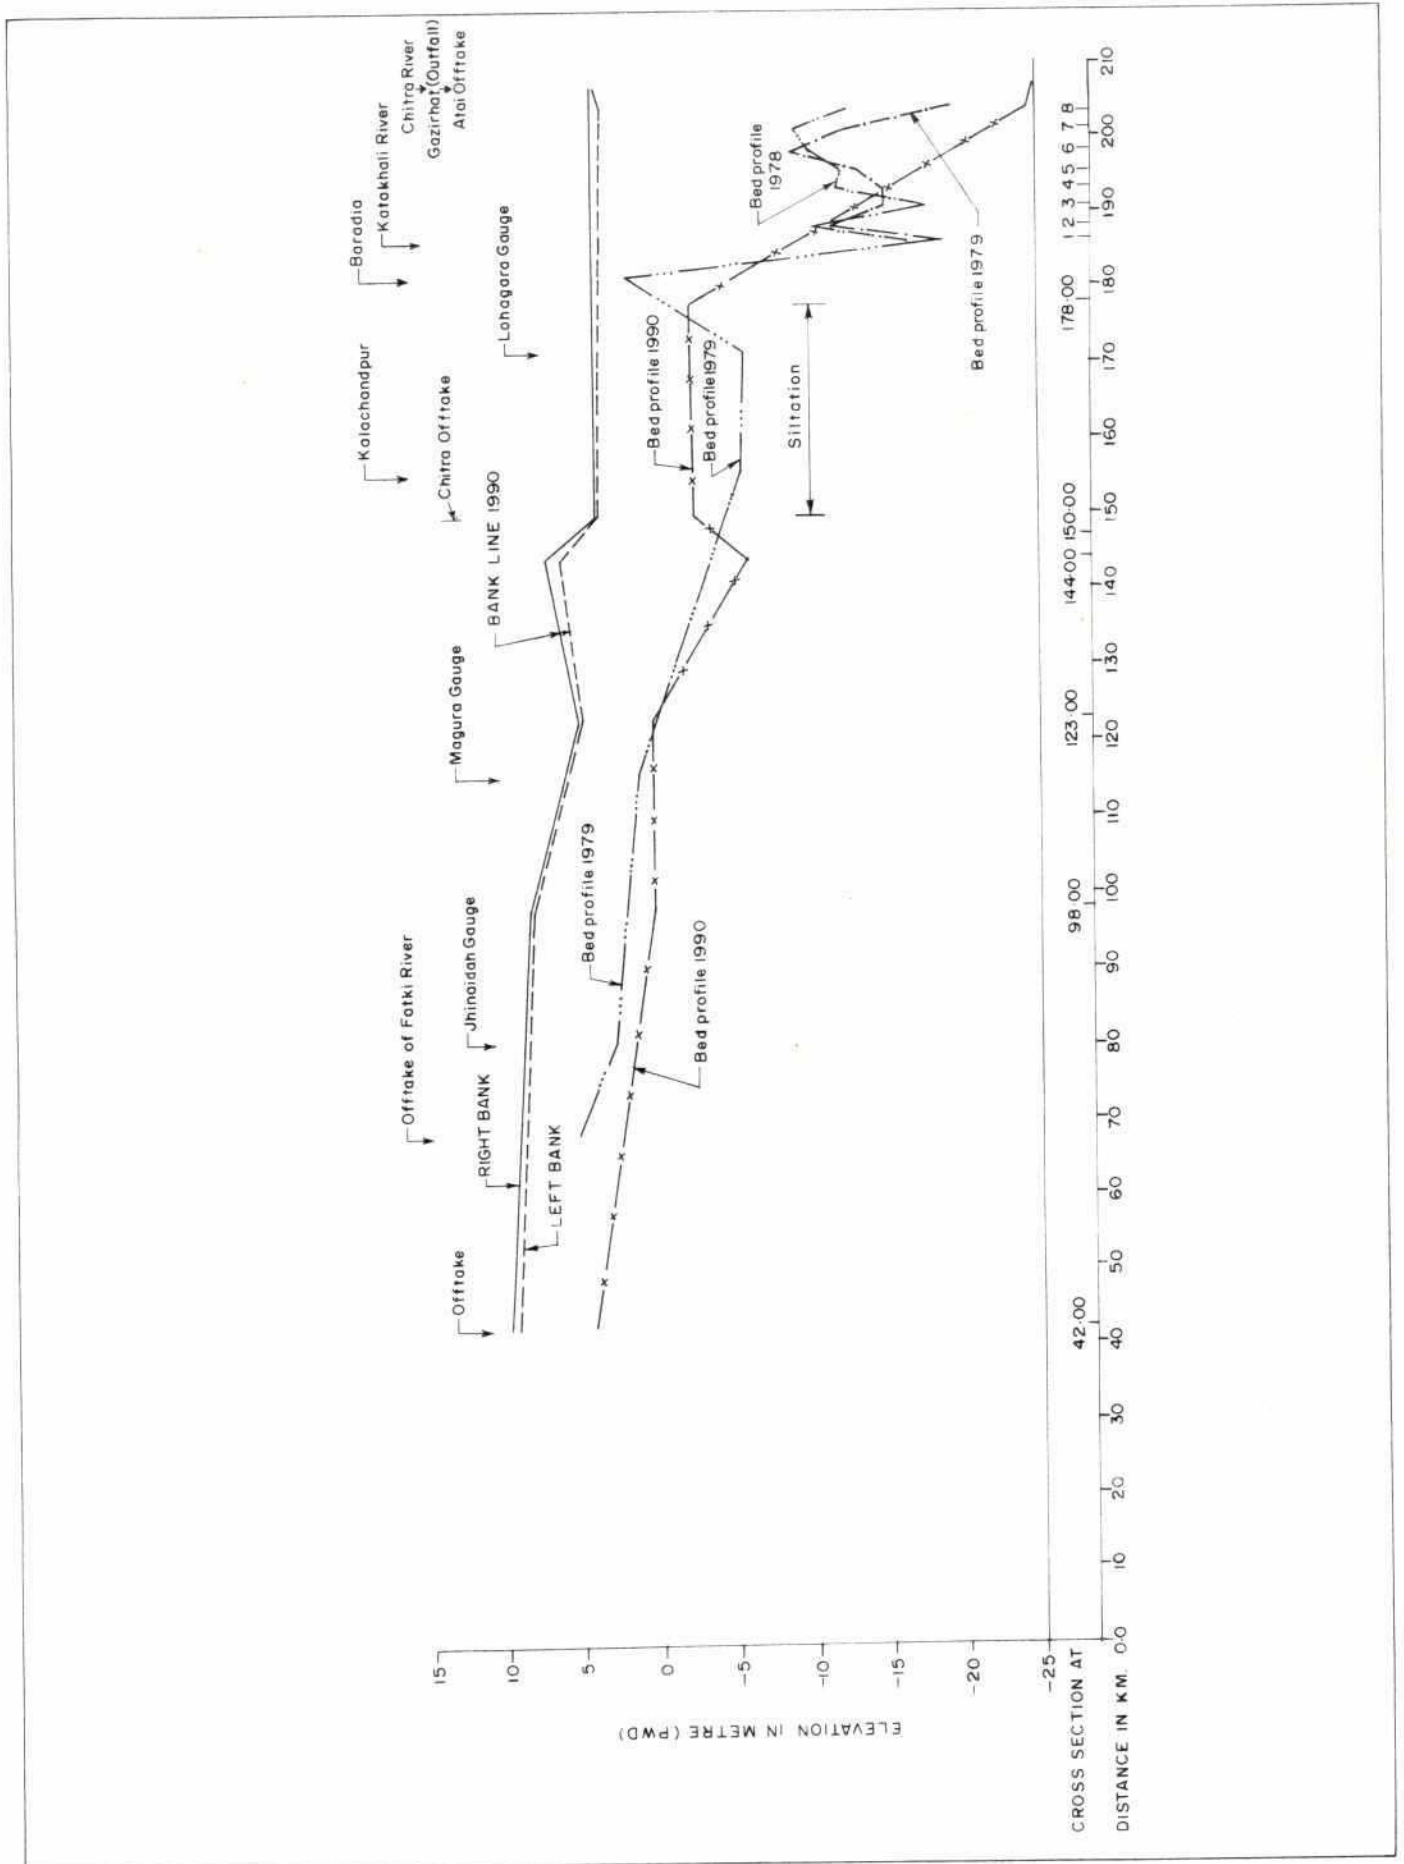 Offtake
Offtake of Fatki River
Jhinaidah Gauge
Magura Gauge
Kalachandpur
Chitra Offtake
Lohagara Gauge
Baradia
Katakhali River
Chitra River
Gazirhat (Outfall)
Atai Offtake
RIGHT BANK
LEFT BANK
BANK LINE 1990
Bed profile 1979
Bed profile 1990
Bed profile 1990
Bed profile 1979
Siltation
Bed profile
1978
Bed profile 1979
ELEVATION IN METRE (PWD)
15
10
5
0
-5
-10
-15
-20
-25
CROSS SECTION AT 42·00 98·00 123·00 144·00 150·00 178·00 1 2 3 4 5 6 7 8
DISTANCE IN KM. 0·0 10 20 30 40 50 60 70 80 90 100 110 120 130 140 150 160 170 180 190 200 210